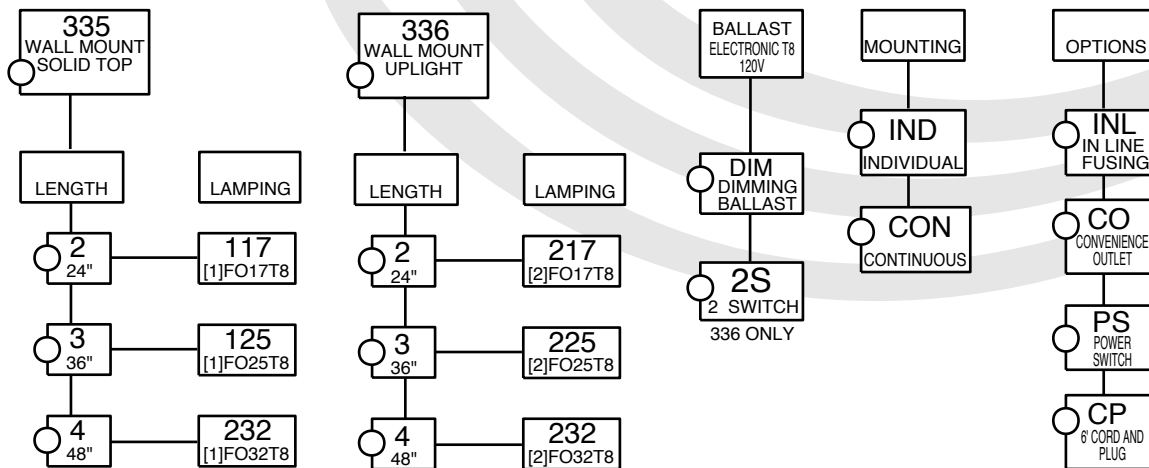 335
WALL MOUNT
SOLID TOP
LENGTH
LAMPING
2
24"
117
[1]FO17T8
3
36"
125
[1]FO25T8
4
48"
232
[1]FO32T8
336
WALL MOUNT
UPLIGHT
LENGTH
LAMPING
2
24"
217
[2]FO17T8
3
36"
225
[2]FO25T8
4
48"
232
[2]FO32T8
BALLAST
ELECTRONIC T8
120V
DIM
DIMMING
BALLAST
2S
2 SWITCH
336 ONLY
MOUNTING
IND
INDIVIDUAL
CON
CONTINUOUS
OPTIONS
INL
IN LINE
FUSING
CO
CONVENIENCE
OUTLET
PS
POWER
SWITCH
CP
6' CORD AND
PLUG